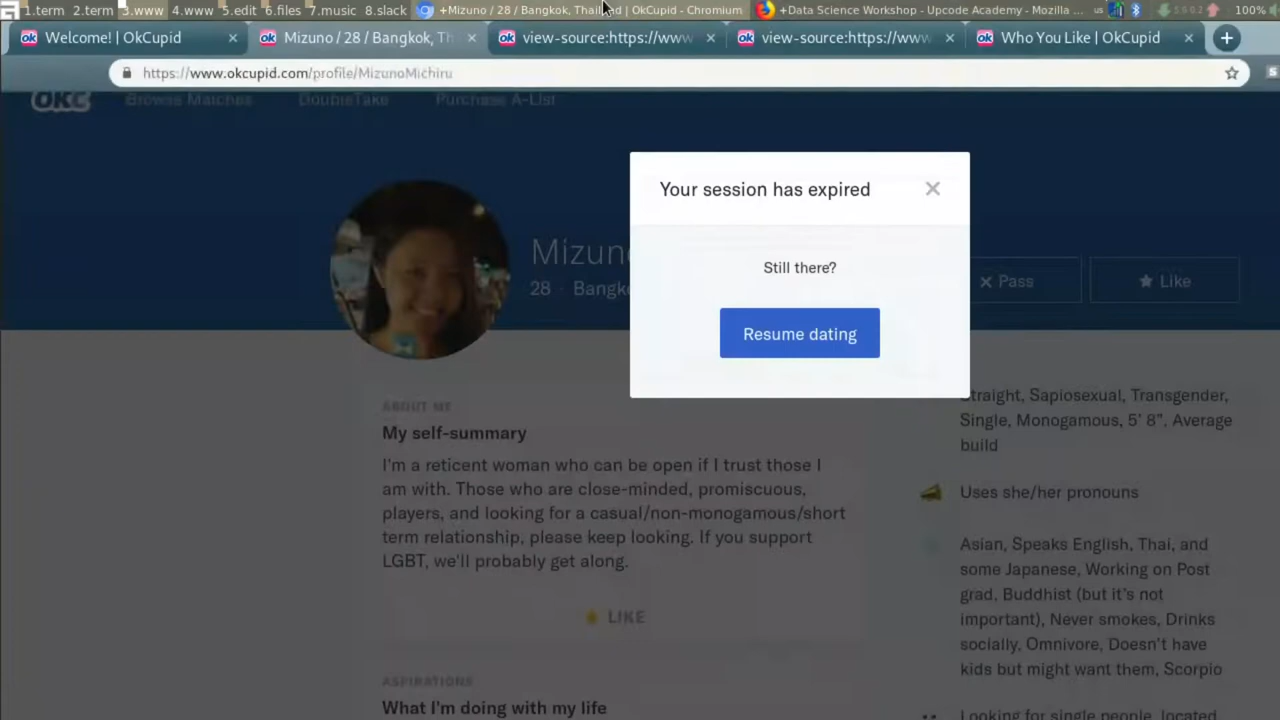 1.term 2.term 3.www 4.www 5.edit 6.files 7.music 8.slack +Mizuno / 28 / Bangkok, Thailand | OkCupid - Chromium +Data Science Workshop - Upcode Academy - Mozilla ... us 100%
Welcome! | OkCupid Mizuno / 28 / Bangkok, Th view-source:https://www view-source:https://www Who You Like | OkCupid
https://www.okcupid.com/profile/MizunoMichiru
OKC Browse Matches DoubleTake Purchase A-List
Your session has expired
Still there?
Resume dating
Mizuno
28 · Bangko
Pass
Like
ABOUT ME
My self-summary
I'm a reticent woman who can be open if I trust those I
am with. Those who are close-minded, promiscuous,
players, and looking for a casual/non-monogamous/short
term relationship, please keep looking. If you support
LGBT, we'll probably get along.
LIKE
ASPIRATIONS
What I'm doing with my life
Straight, Sapiosexual, Transgender,
Single, Monogamous, 5' 8", Average
build
Uses she/her pronouns
Asian, Speaks English, Thai, and
some Japanese, Working on Post
grad, Buddhist (but it's not
important), Never smokes, Drinks
socially, Omnivore, Doesn't have
kids but might want them, Scorpio
Looking for single people, located